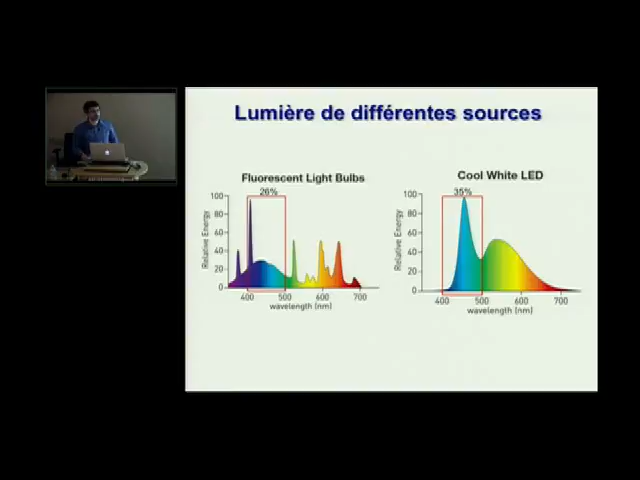 Lumière de différentes sources
Fluorescent Light Bulbs
26%
100
80
60
40
20
0
Relative Energy
400 500 600 700
wavelength (nm)
Cool White LED
35%
100
80
60
40
20
0
Relative Energy
400 500 600 700
wavelength (nm)